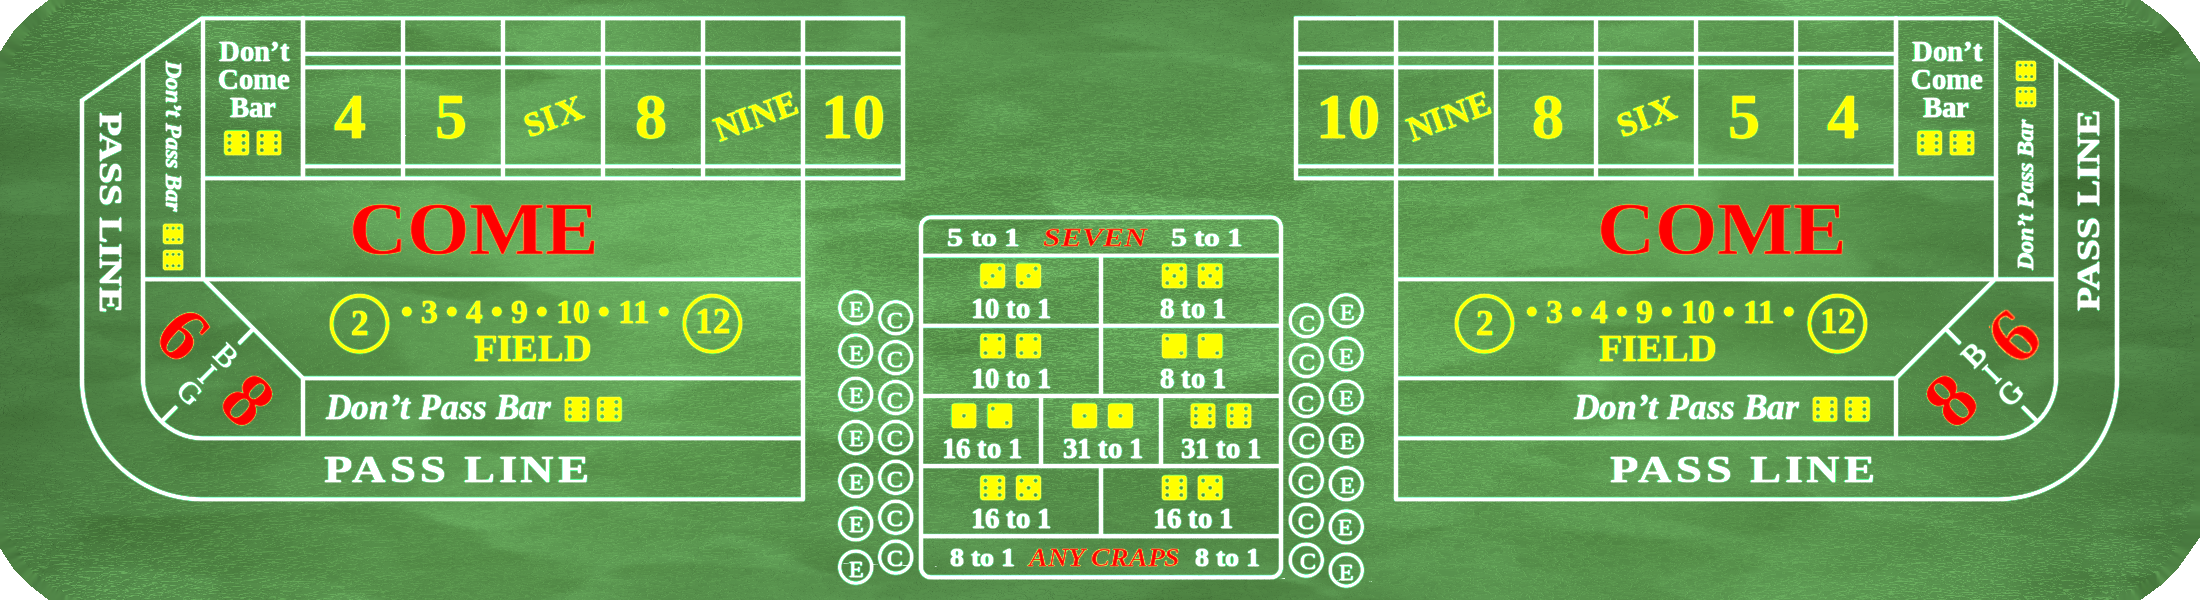 Don’t
Come
Bar
4 5 SIX 8 NINE 10
PASS LINE
Don’t Pass Bar
COME
6
8
BIG
2 • 3 • 4 • 9 • 10 • 11 • 12
FIELD
Don’t Pass Bar
PASS LINE
E C
E C
E C
E C
E C
E C
E C
5 to 1 SEVEN 5 to 1
10 to 1 8 to 1
10 to 1 8 to 1
16 to 1 31 to 1 31 to 1
16 to 1 16 to 1
8 to 1 ANY CRAPS 8 to 1
C E
C E
C E
C E
C E
C E
C E
10 NINE 8 SIX 5 4
Don’t
Come
Bar
Don’t Pass Bar
PASS LINE
COME
2 • 3 • 4 • 9 • 10 • 11 • 12
FIELD
6
8
BIG
Don’t Pass Bar
PASS LINE